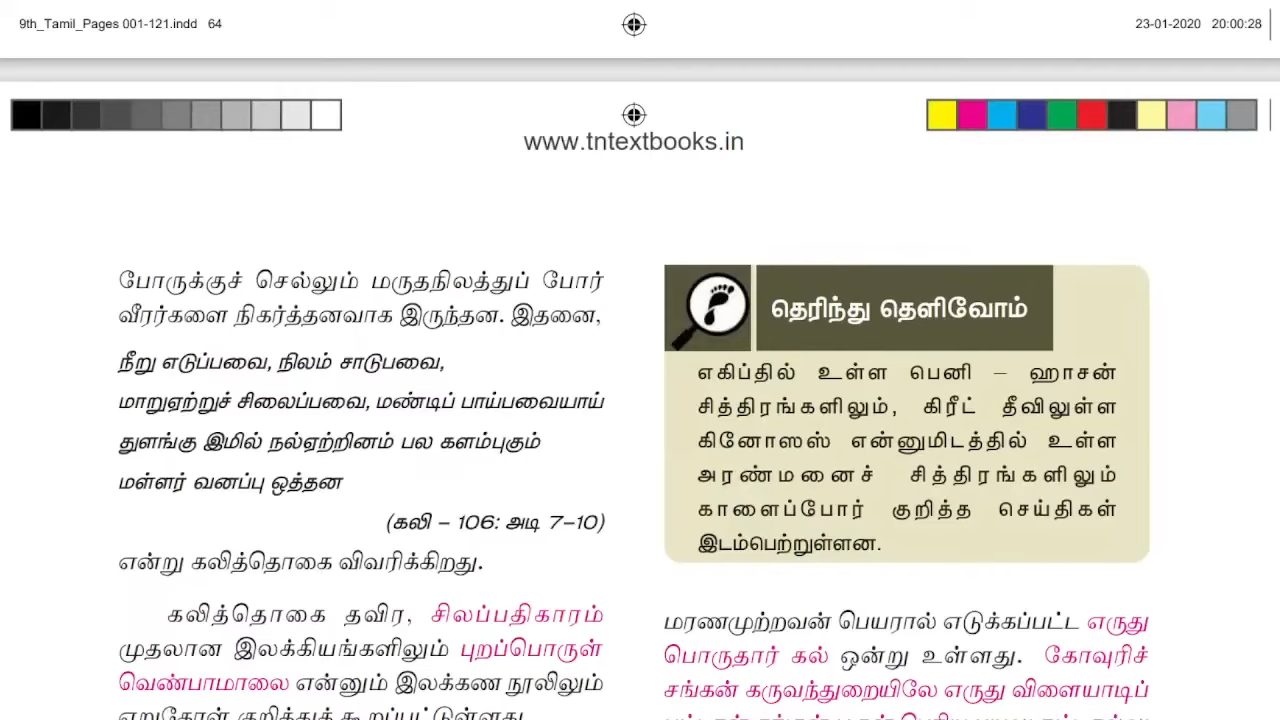 9th_Tamil_Pages 001-121.indd 64
23-01-2020 20:00:28
www.tntextbooks.in
போருக்குச் செல்லும் மருதநிலத்துப் போர்
வீரர்களை நிகர்த்தனவாக இருந்தன. இதனை,
நீறு எடுப்பவை, நிலம் சாடுபவை,
மாறுஏற்றுச் சிலைப்பவை, மண்டிப் பாய்பவையாய்
துளங்கு இமில் நல்ஏற்றினம் பல களம்புகும்
மள்ளர் வனப்பு ஒத்தன
(கலி – 106: அடி 7–10)
என்று கலித்தொகை விவரிக்கிறது.
கலித்தொகை தவிர, சிலப்பதிகாரம்
முதலான இலக்கியங்களிலும் புறப்பொருள்
வெண்பாமாலை என்னும் இலக்கண நூலிலும்
ஏறுகோள் குறித்துக் கூறப்பட்டுள்ளது.
தெரிந்து தெளிவோம்
எகிப்தில் உள்ள பெனி – ஹாசன்
சித்திரங்களிலும், கிரீட் தீவிலுள்ள
கினோஸஸ் என்னுமிடத்தில் உள்ள
அரண்மனைச் சித்திரங்களிலும்
காளைப்போர் குறித்த செய்திகள்
இடம்பெற்றுள்ளன.
மரணமுற்றவன் பெயரால் எடுக்கப்பட்ட எருது
பொருதார் கல் ஒன்று உள்ளது. கோவுரிச்
சங்கன் கருவந்துறையிலே எருது விளையாடிப்